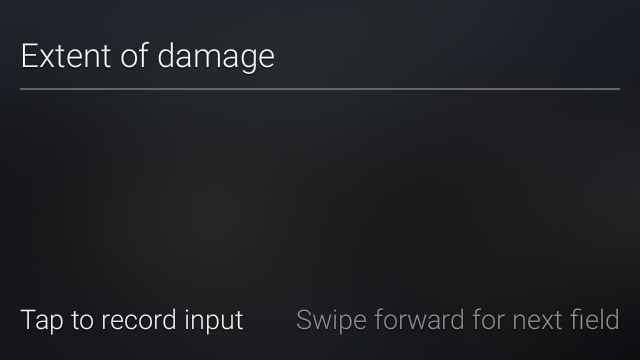 Extent of damage
Tap to record input
Swipe forward for next field